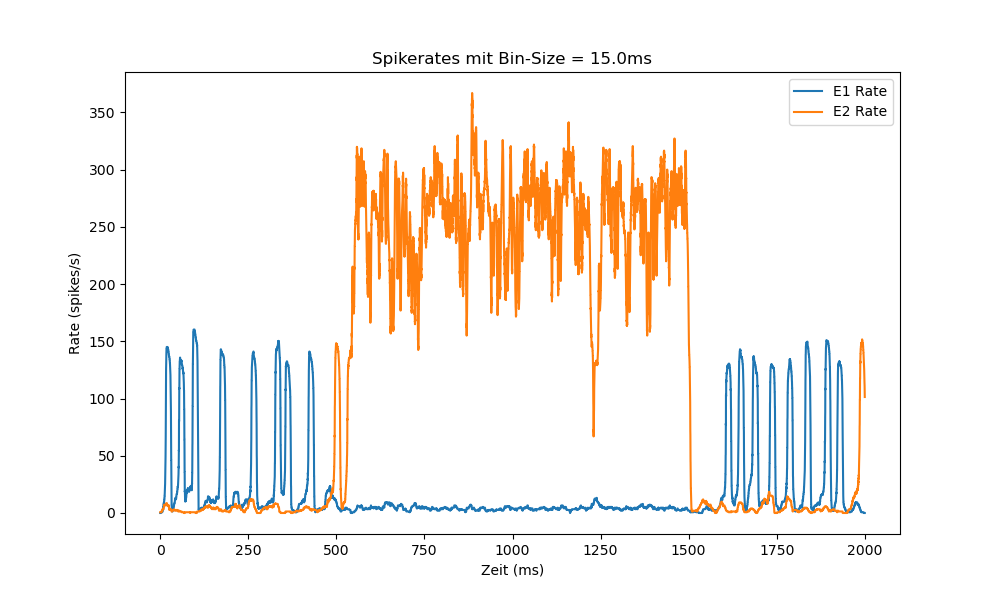 Spikerates mit Bin-Size = 15.0ms
E1 Rate
E2 Rate
Rate (spikes/s)
350
300
250
200
150
100
50
0
0 250 500 750 1000 1250 1500 1750 2000
Zeit (ms)